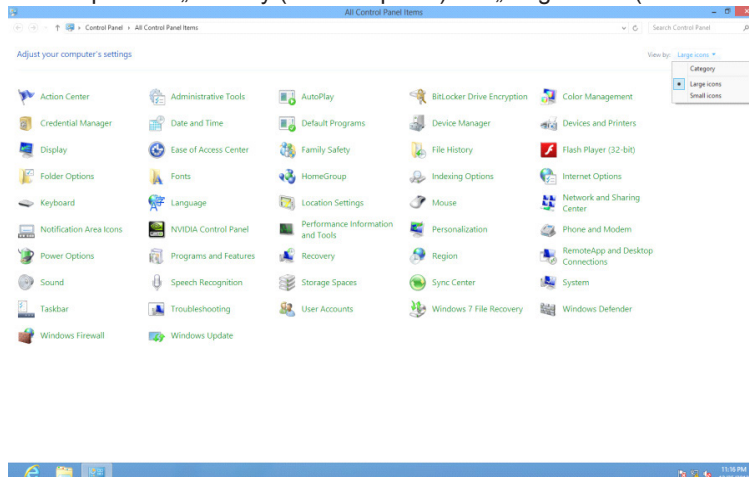 All Control Panel Items
Control Panel › All Control Panel Items
Search Control Panel
Adjust your computer's settings
View by: Large icons
Category
Large icons
Small icons
Action Center
Administrative Tools
AutoPlay
BitLocker Drive Encryption
Color Management
Credential Manager
Date and Time
Default Programs
Device Manager
Devices and Printers
Display
Ease of Access Center
Family Safety
File History
Flash Player (32-bit)
Folder Options
Fonts
HomeGroup
Indexing Options
Internet Options
Keyboard
Language
Location Settings
Mouse
Network and Sharing
Center
Notification Area Icons
NVIDIA Control Panel
Performance Information
and Tools
Personalization
Phone and Modem
Power Options
Programs and Features
Recovery
Region
RemoteApp and Desktop
Connections
Sound
Speech Recognition
Storage Spaces
Sync Center
System
Taskbar
Troubleshooting
User Accounts
Windows 7 File Recovery
Windows Defender
Windows Firewall
Windows Update
11:16 PM